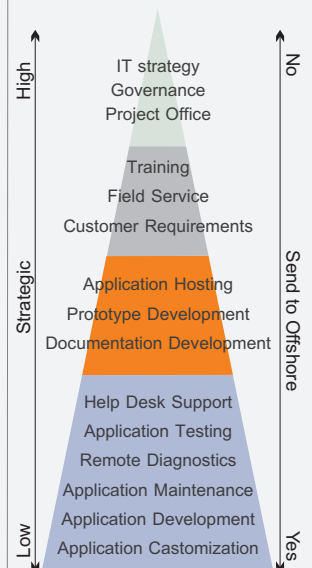 High
Strategic
Low
IT strategy
Governance
Project Office
Training
Field Service
Customer Requirements
Application Hosting
Prototype Development
Documentation Development
Help Desk Support
Application Testing
Remote Diagnostics
Application Maintenance
Application Development
Application Castomization
No
Send to Offshore
Yes